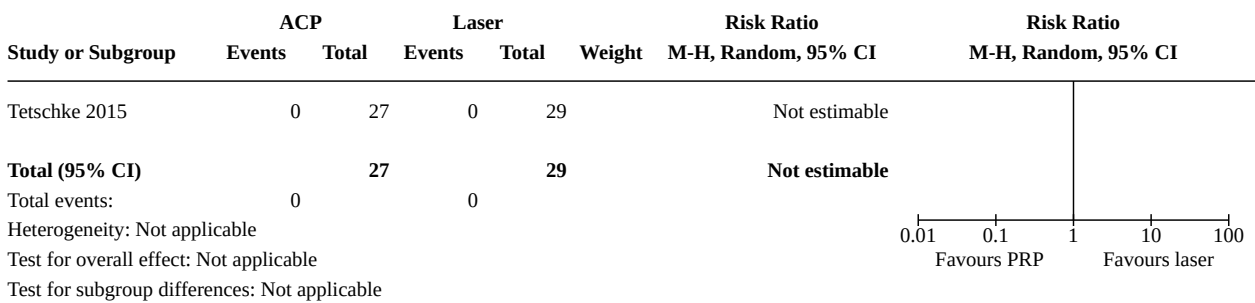 ACP Laser Risk Ratio Risk Ratio
Study or Subgroup Events Total Events Total Weight M-H, Random, 95% CI M-H, Random, 95% CI
Tetschke 2015 0 27 0 29 Not estimable
Total (95% CI) 27 29 Not estimable
Total events: 0 0
Heterogeneity: Not applicable
0.01 0.1 1 10 100
Test for overall effect: Not applicable Favours PRP Favours laser
Test for subgroup differences: Not applicable